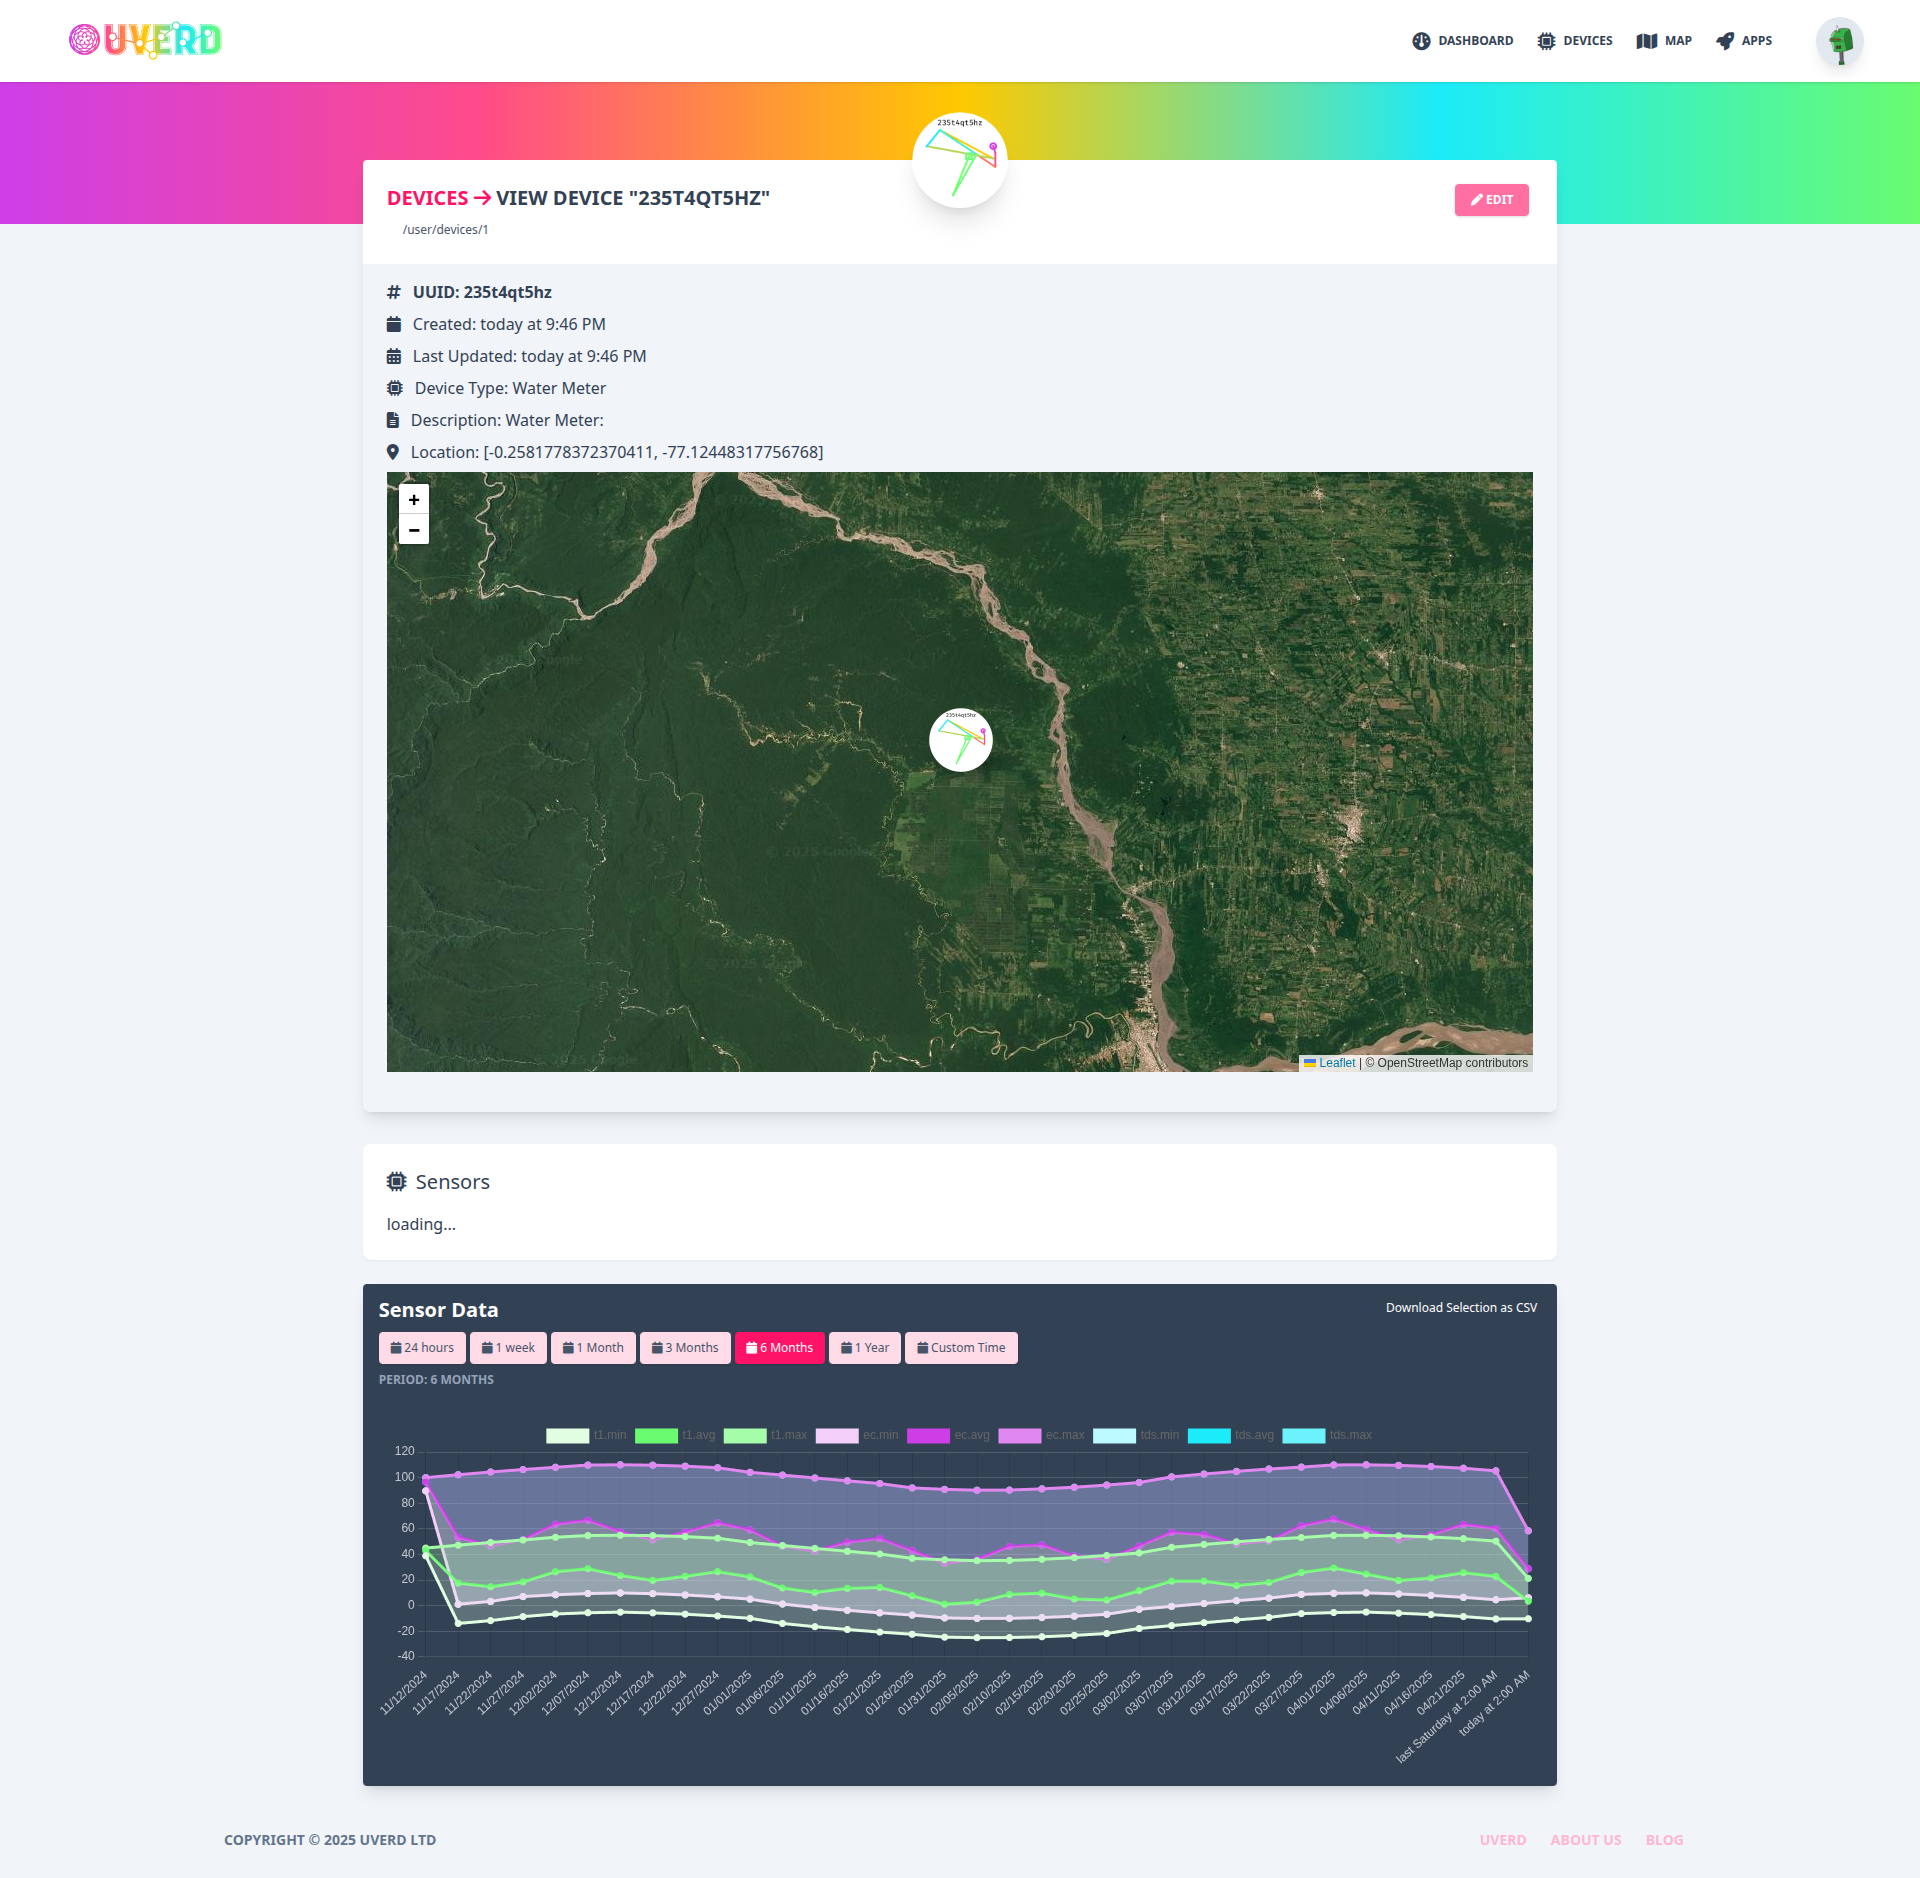 UVERD
DASHBOARD DEVICES MAP APPS
235t4qt5hz
DEVICES → VIEW DEVICE "235T4QT5HZ"
EDIT
/user/devices/1
UUID: 235t4qt5hz
Created: today at 9:46 PM
Last Updated: today at 9:46 PM
Device Type: Water Meter
Description: Water Meter:
Location: [-0.2581778372370411, -77.12448317756768]
+
−
235t4qt5hz
© 2025 Google
Leaflet | © OpenStreetMap contributors
Sensors
loading...
Sensor Data
Download Selection as CSV
24 hours 1 week 1 Month 3 Months 6 Months 1 Year Custom Time
PERIOD: 6 MONTHS
t1.min t1.avg t1.max ec.min ec.avg ec.max tds.min tds.avg tds.max
120
100
80
60
40
20
0
-20
-40
11/12/2024 11/17/2024 11/22/2024 11/27/2024 12/02/2024 12/07/2024 12/12/2024 12/17/2024 12/22/2024 12/27/2024 01/01/2025 01/06/2025 01/11/2025 01/16/2025 01/21/2025 01/26/2025 01/31/2025 02/05/2025 02/10/2025 02/15/2025 02/20/2025 02/25/2025 03/02/2025 03/07/2025 03/12/2025 03/17/2025 03/22/2025 03/27/2025 04/01/2025 04/06/2025 04/11/2025 04/16/2025 04/21/2025 last Saturday at 2:00 AM today at 2:00 AM
COPYRIGHT © 2025 UVERD LTD
UVERD ABOUT US BLOG